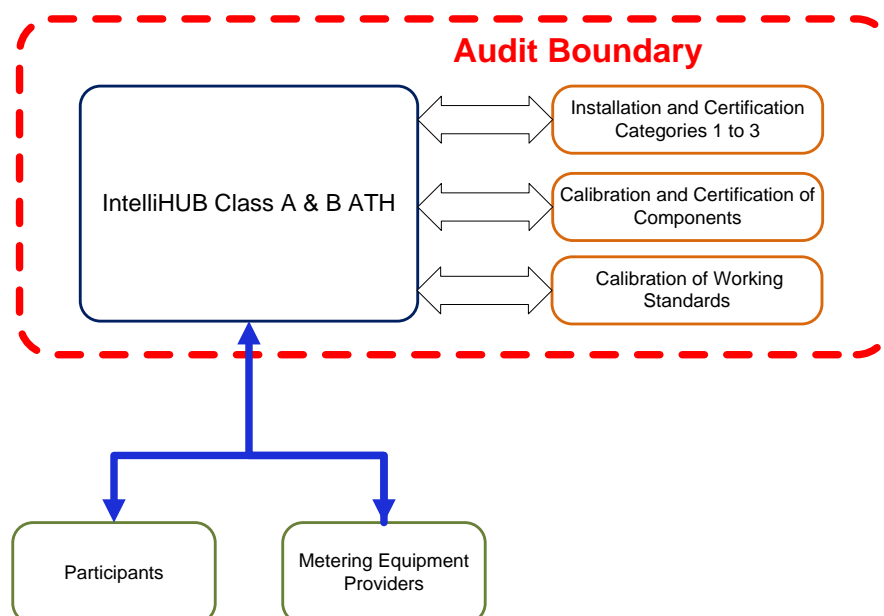 Audit Boundary
IntelliHUB Class A & B ATH
Installation and Certification
Categories 1 to 3
Calibration and Certification of
Components
Calibration of Working
Standards
Participants
Metering Equipment
Providers